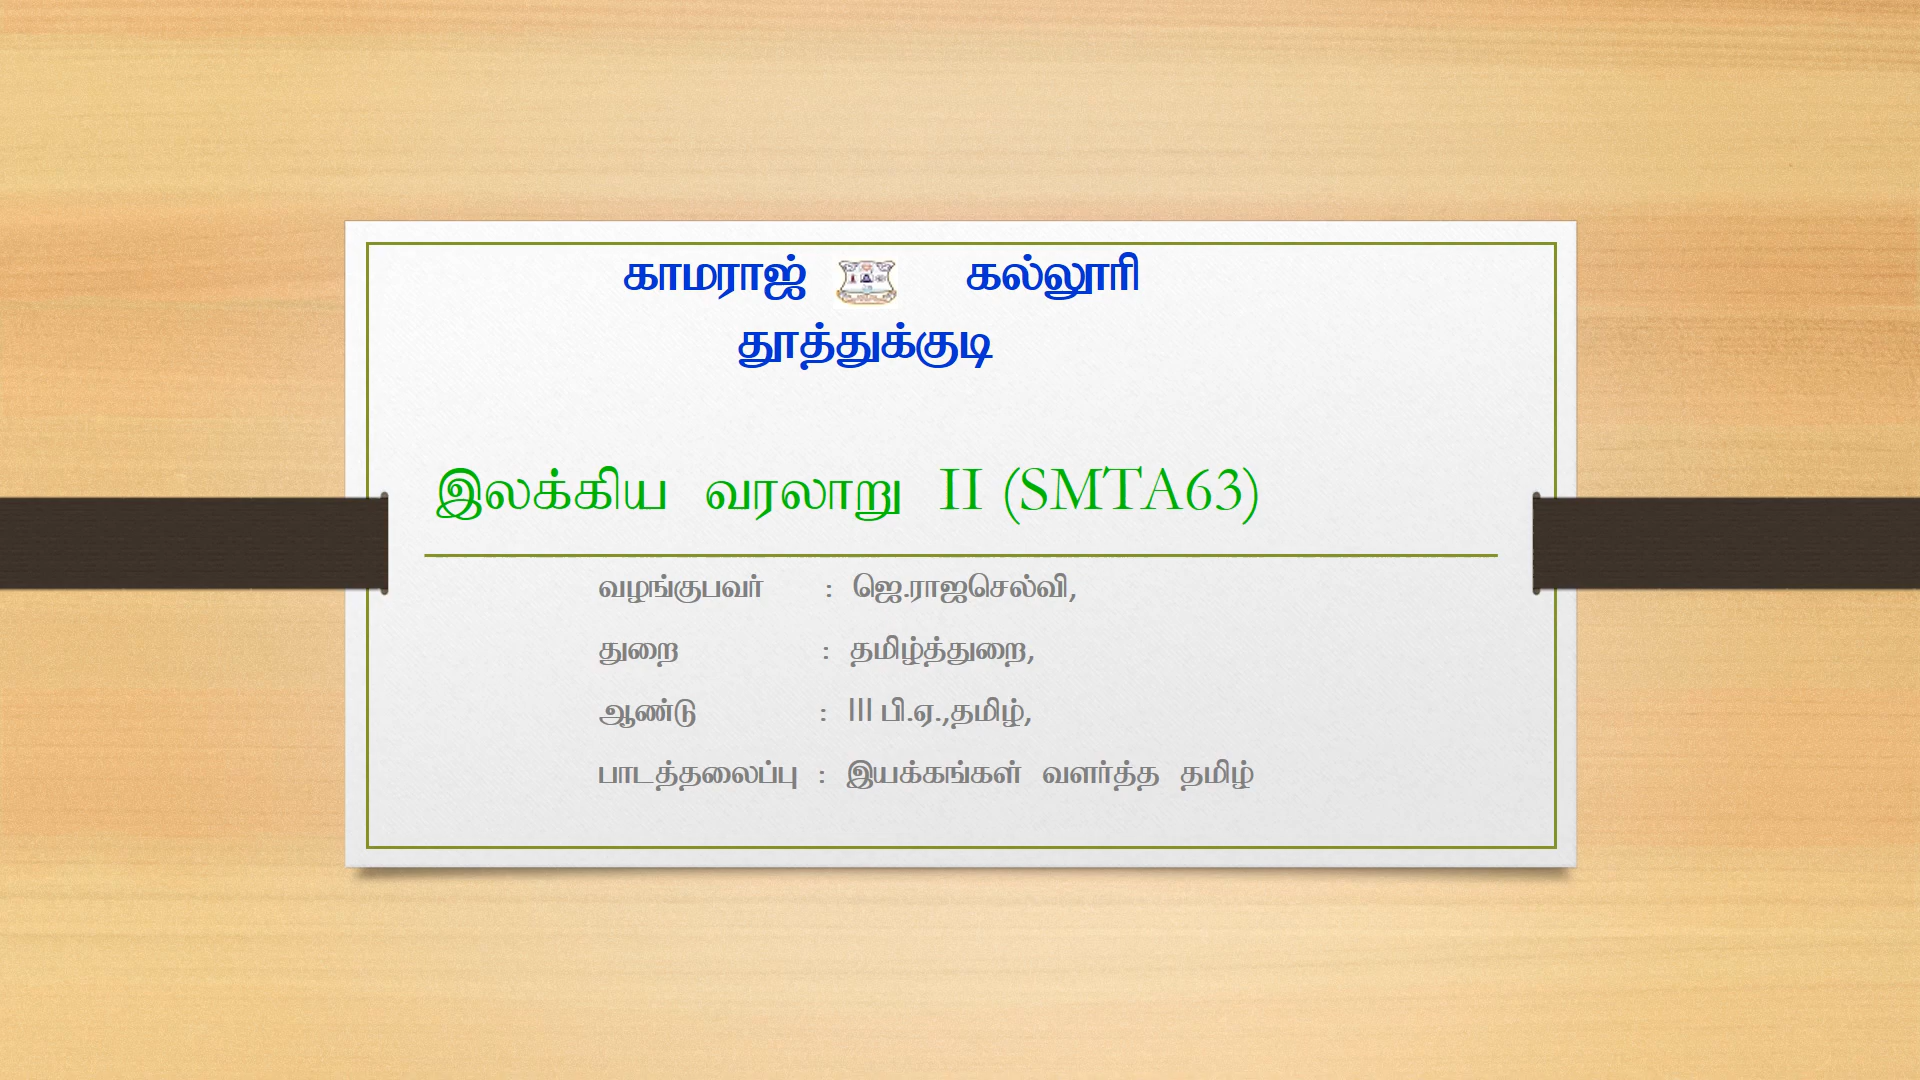 காமராஜ் கல்லூரி
தூத்துக்குடி
இலக்கிய வரலாறு II (SMTA63)
வழங்குபவர் : ஜெ.ராஜசெல்வி,
துறை : தமிழ்த்துறை,
ஆண்டு : III பி.ஏ.,தமிழ்,
பாடத்தலைப்பு : இயக்கங்கள் வளர்த்த தமிழ்